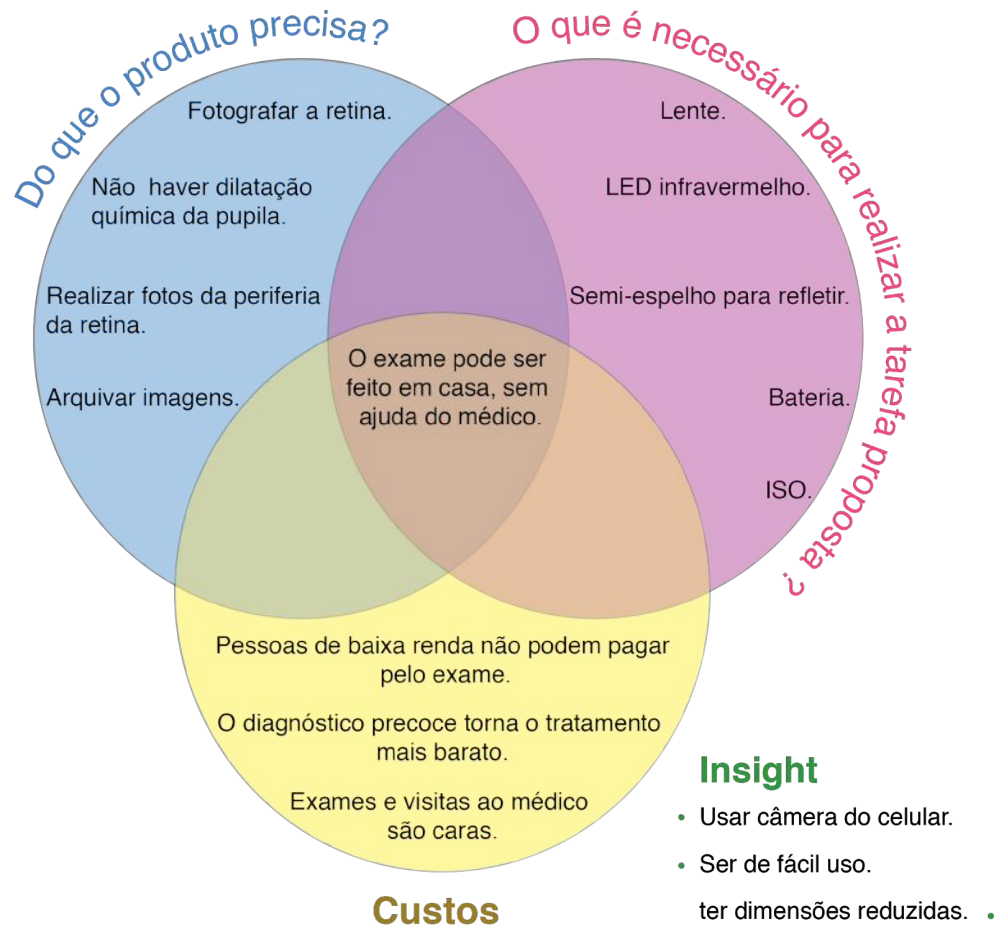 Do que o produto precisa?
Fotografar a retina.
Não haver dilatação
química da pupila.
Realizar fotos da periferia
da retina.
Arquivar imagens.
O que é necessário para realizar a tarefa proposta ?
Lente.
LED infravermelho.
Semi-espelho para refletir.
Bateria.
ISO.
O exame pode ser
feito em casa, sem
ajuda do médico.
Pessoas de baixa renda não podem pagar
pelo exame.
O diagnóstico precoce torna o tratamento
mais barato.
Exames e visitas ao médico
são caras.
Custos
Insight
• Usar câmera do celular.
• Ser de fácil uso.
ter dimensões reduzidas. •